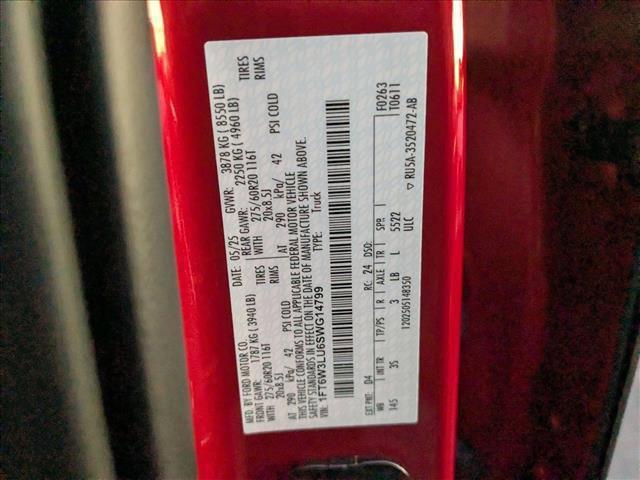 MFD. BY FORD MOTOR CO.
DATE: 05/25 GVWR: 3878 KG ( 8550 LB)
FRONT GAWR: 1787 KG ( 3940 LB) REAR GAWR: 2250 KG ( 4960 LB)
WITH 275/60R20 116T TIRES WITH 275/60R20 116T TIRES
20x8.5J RIMS 20x8.5J RIMS
AT 290 kPa/ 42 PSI COLD AT 290 kPa/ 42 PSI COLD
THIS VEHICLE CONFORMS TO ALL APPLICABLE FEDERAL MOTOR VEHICLE
SAFETY STANDARDS IN EFFECT ON THE DATE OF MANUFACTURE SHOWN ABOVE.
VIN: 1FT6W3LU6SWG14799 TYPE: Truck
F0263
T0611
EXT PNT: D4 RC: 24 DSO:
WB INT TR TP/PS R AXLE TR SPR
145 35 3 LB L 5522
ULC
1202505148350 ▽ RU5A-3520472-AB